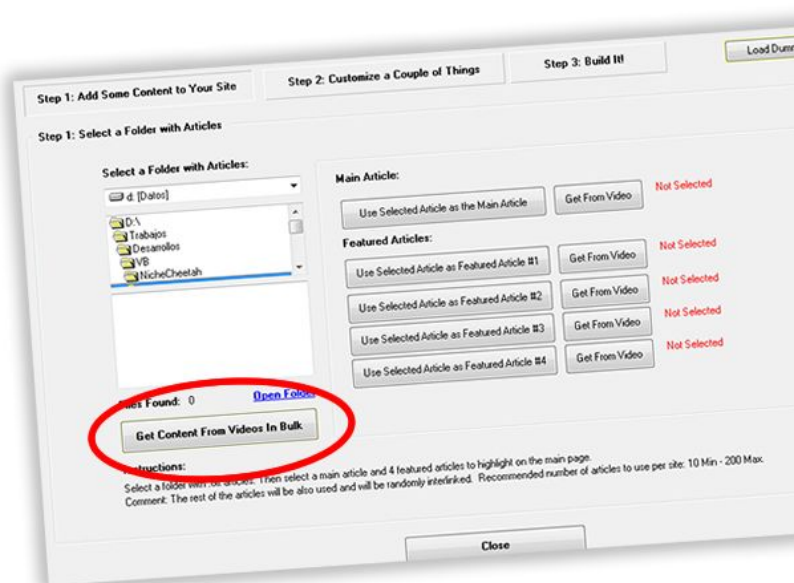 Step 1: Add Some Content to Your Site
Step 2: Customize a Couple of Things
Step 3: Build It!
Load
Step 1: Select a Folder with Articles
Select a Folder with Articles:
d: [Datos]
D:\
Trabajos
Desarrollos
VB
NicheCheetah
Found: 0
Open Folder
Get Content From Videos In Bulk
Main Article:
Use Selected Article as the Main Article
Get From Video
Not Selected
Featured Articles:
Use Selected Article as Featured Article #1
Get From Video
Not Selected
Use Selected Article as Featured Article #2
Get From Video
Not Selected
Use Selected Article as Featured Article #3
Get From Video
Not Selected
Use Selected Article as Featured Article #4
Get From Video
Not Selected
Instructions:
Select a folder with articles. Then select a main article and 4 featured articles to highlight on the main page.
Comment: The rest of the articles will be also used and will be randomly interlinked. Recommended number of articles to use per site: 10 Min - 200 Max.
Close